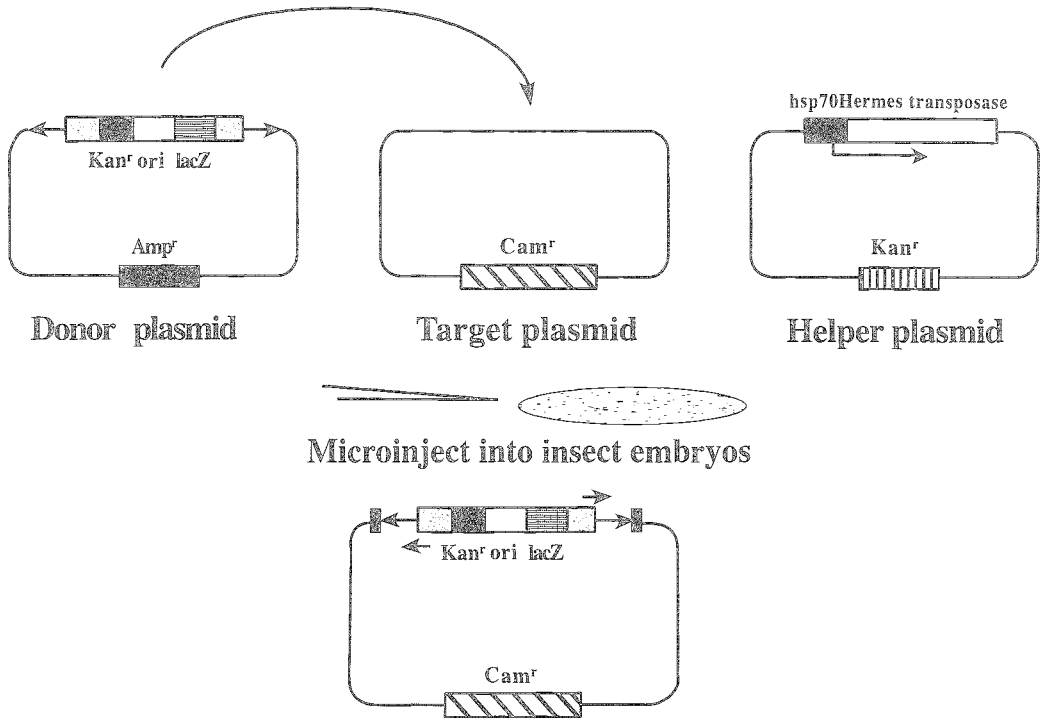 hsp70Hermes transposase
Kanʳ ori lacZ
Ampʳ
Camʳ
Kanʳ
Donor plasmid
Target plasmid
Helper plasmid
Microinject into insect embryos
Kanʳ ori lacZ
Camʳ